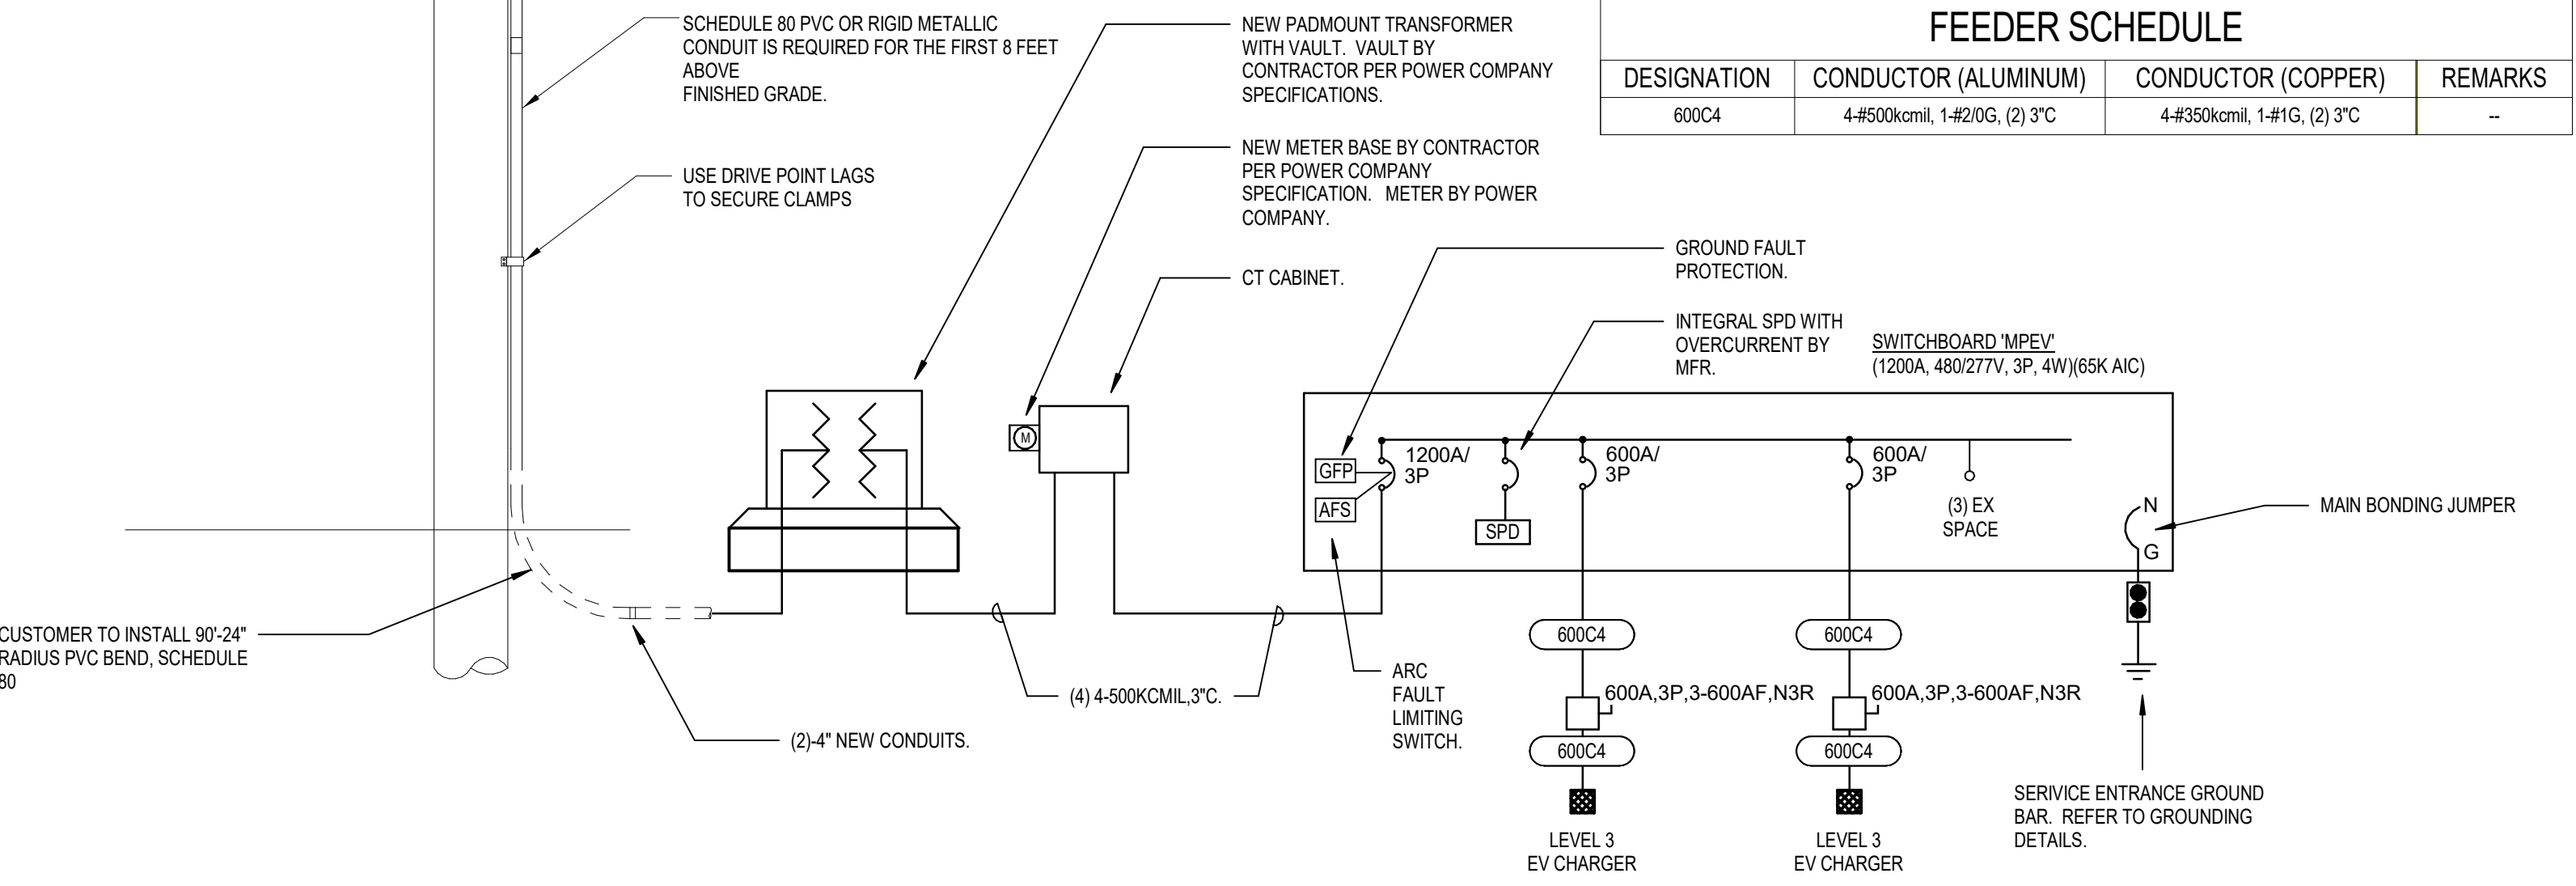 SCHEDULE 80 PVC OR RIGID METALLIC
CONDUIT IS REQUIRED FOR THE FIRST 8 FEET
ABOVE
FINISHED GRADE.
USE DRIVE POINT LAGS
TO SECURE CLAMPS
NEW PADMOUNT TRANSFORMER
WITH VAULT. VAULT BY
CONTRACTOR PER POWER COMPANY
SPECIFICATIONS.
NEW METER BASE BY CONTRACTOR
PER POWER COMPANY
SPECIFICATION. METER BY POWER
COMPANY.
CT CABINET.
FEEDER SCHEDULE
DESIGNATION CONDUCTOR (ALUMINUM) CONDUCTOR (COPPER) REMARKS
600C4 4-#500kcmil, 1-#2/0G, (2) 3"C 4-#350kcmil, 1-#1G, (2) 3"C --
GROUND FAULT
PROTECTION.
INTEGRAL SPD WITH
OVERCURRENT BY
MFR.
SWITCHBOARD 'MPEV'
(1200A, 480/277V, 3P, 4W)(65K AIC)
M
GFP
AFS
1200A/
3P
SPD
600A/
3P
600A/
3P
(3) EX
SPACE
N
G
MAIN BONDING JUMPER
CUSTOMER TO INSTALL 90'-24"
RADIUS PVC BEND, SCHEDULE
80
(2)-4" NEW CONDUITS.
(4) 4-500KCMIL,3"C.
ARC
FAULT
LIMITING
SWITCH.
600C4
600A,3P,3-600AF,N3R
600C4
LEVEL 3
EV CHARGER
600C4
600A,3P,3-600AF,N3R
600C4
LEVEL 3
EV CHARGER
SERIVICE ENTRANCE GROUND
BAR. REFER TO GROUNDING
DETAILS.